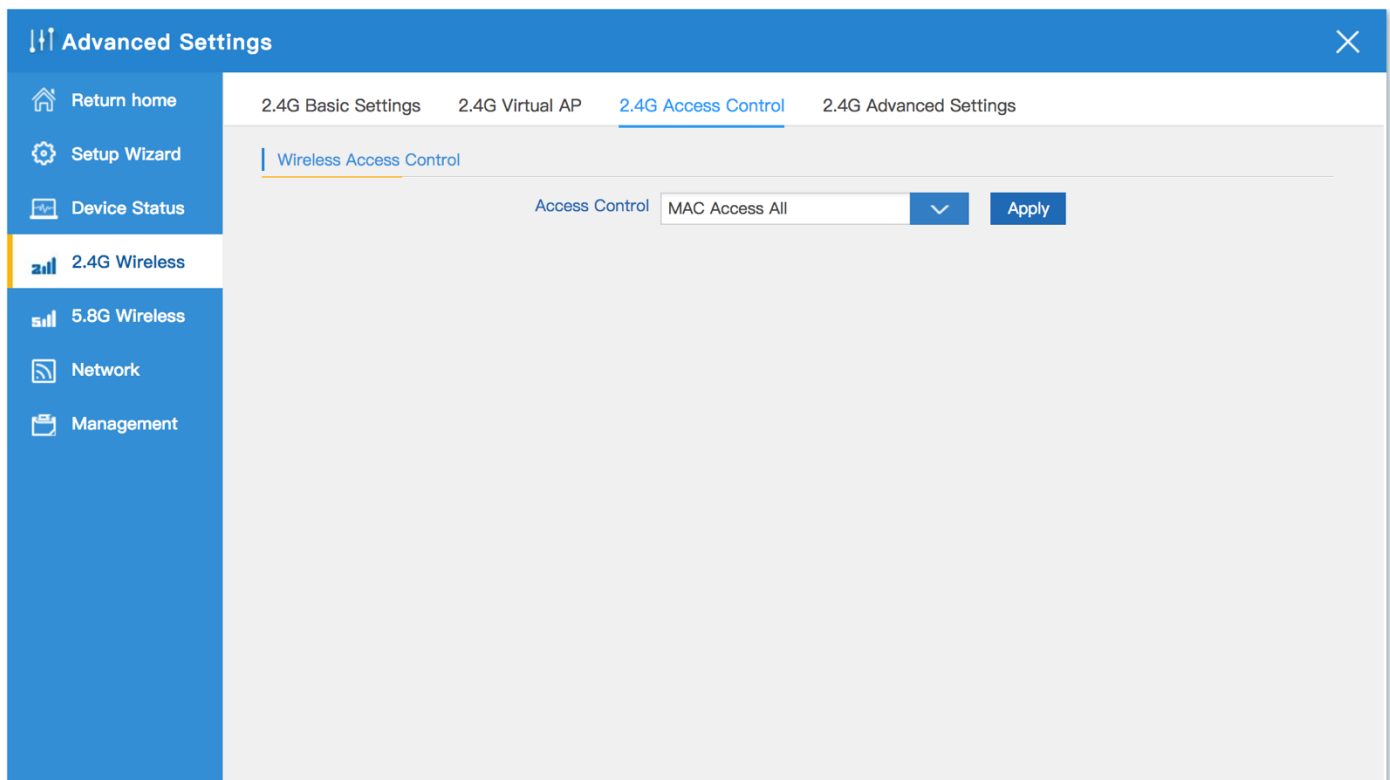 Advanced Settings
Return home
Setup Wizard
Device Status
2.4G Wireless
5.8G Wireless
Network
Management
2.4G Basic Settings 2.4G Virtual AP 2.4G Access Control 2.4G Advanced Settings
Wireless Access Control
Access Control MAC Access All Apply